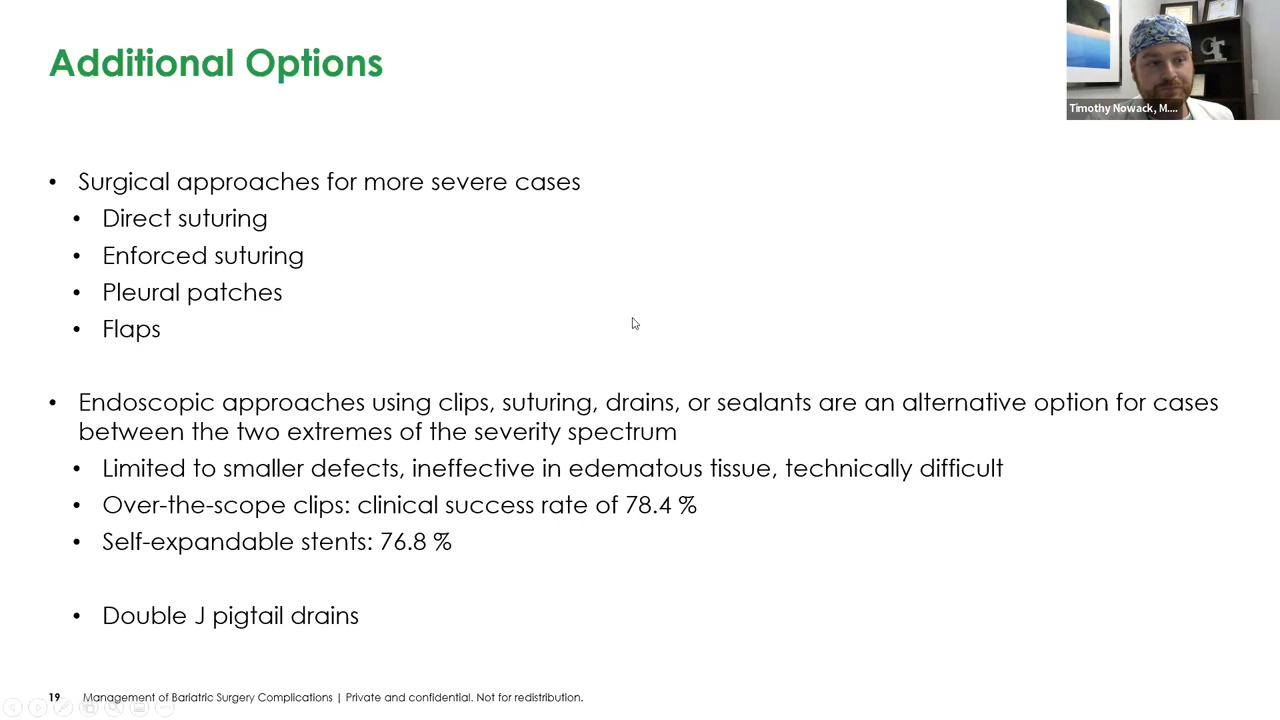 Additional Options
Timothy Nowack, M....
• Surgical approaches for more severe cases
• Direct suturing
• Enforced suturing
• Pleural patches
• Flaps
• Endoscopic approaches using clips, suturing, drains, or sealants are an alternative option for cases
between the two extremes of the severity spectrum
• Limited to smaller defects, ineffective in edematous tissue, technically difficult
• Over-the-scope clips: clinical success rate of 78.4 %
• Self-expandable stents: 76.8 %
• Double J pigtail drains
19 Management of Bariatric Surgery Complications | Private and confidential. Not for redistribution.